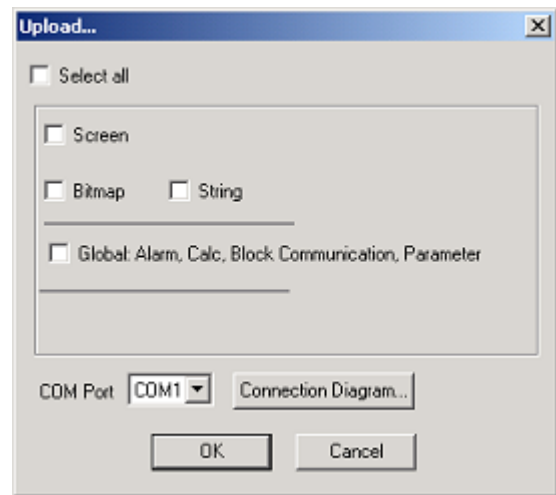 Upload...
Select all
Screen
Bitmap String
Global: Alarm, Calc, Block Communication, Parameter
COM Port COM1 Connection Diagram...
OK Cancel